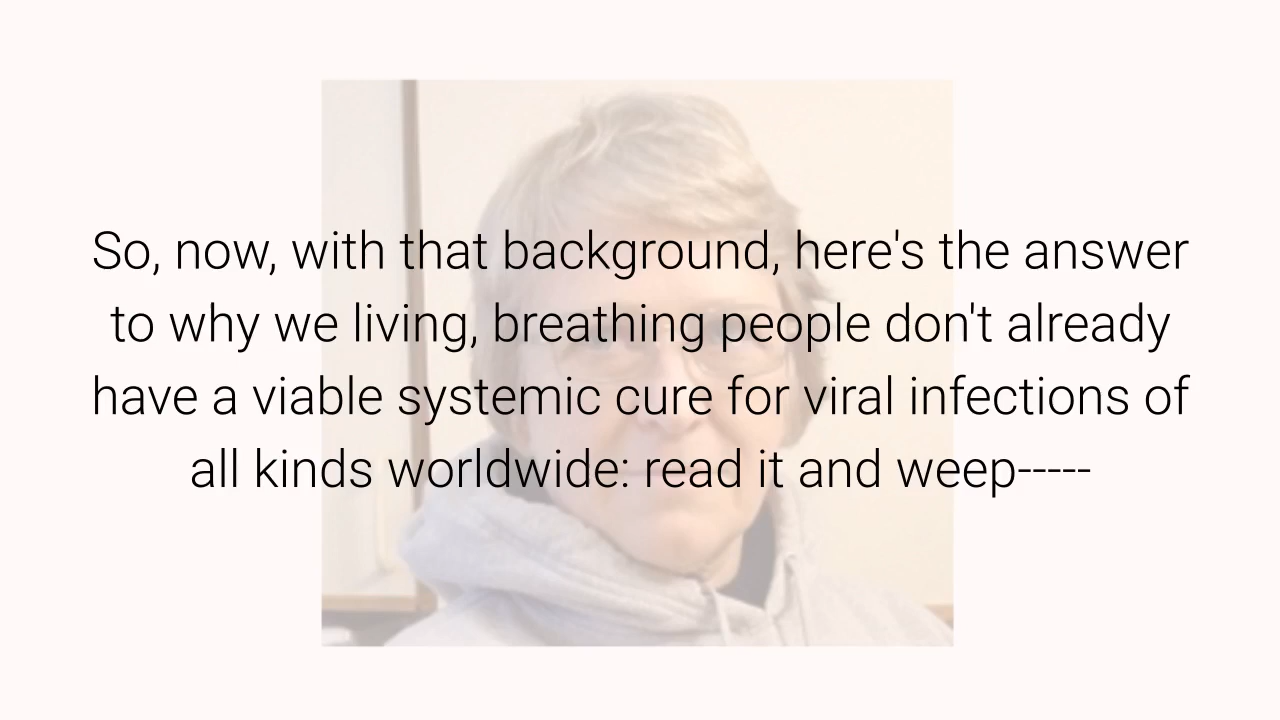 So, now, with that background, here's the answer
to why we living, breathing people don't already
have a viable systemic cure for viral infections of
all kinds worldwide: read it and weep-----